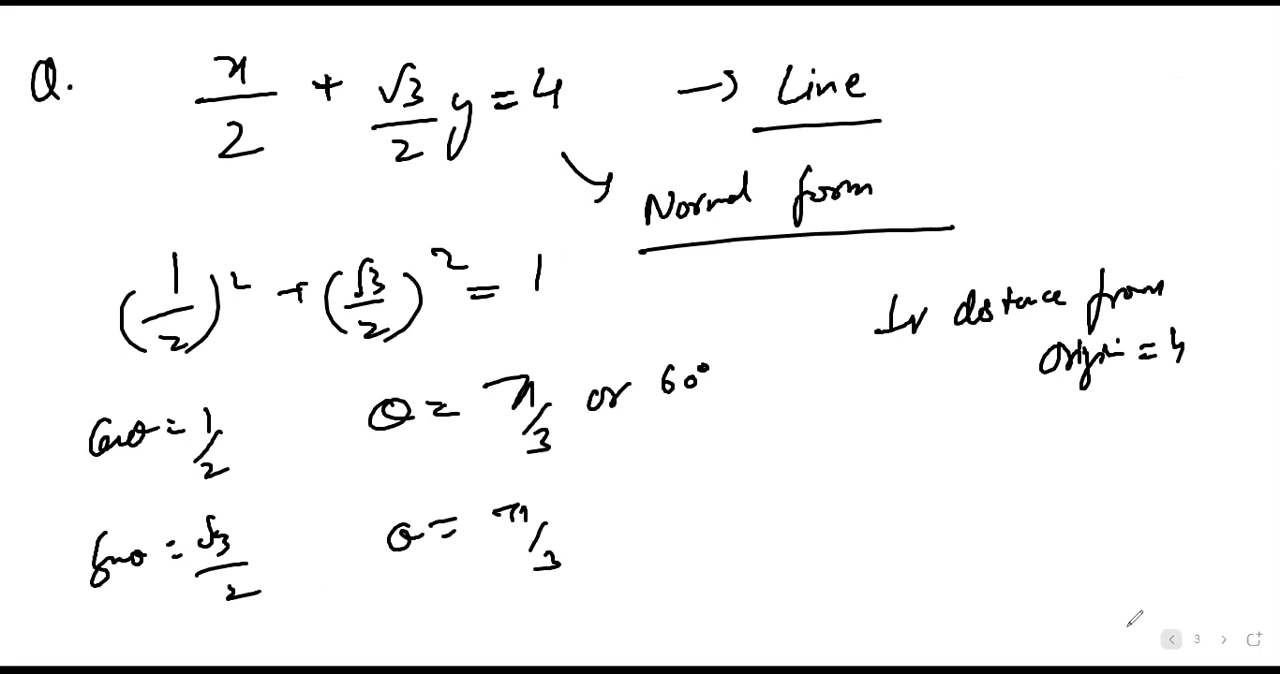 Q. x/2 + √3/2 y = 4 → Line
↘ Normal form
(1/2)² + (√3/2)² = 1
⊥r distance from
origin = 4
cosθ = 1/2 θ = π/3 or 60°
sinθ = √3/2 θ = π/3
3